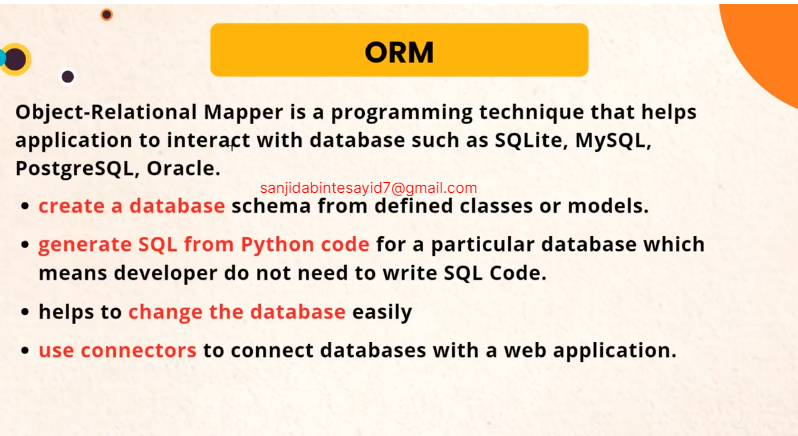 ORM
Object-Relational Mapper is a programming technique that helps
application to interact with database such as SQLite, MySQL,
PostgreSQL, Oracle.
sanjidabintesayid7@gmail.com
• create a database schema from defined classes or models.
• generate SQL from Python code for a particular database which
means developer do not need to write SQL Code.
• helps to change the database easily
• use connectors to connect databases with a web application.